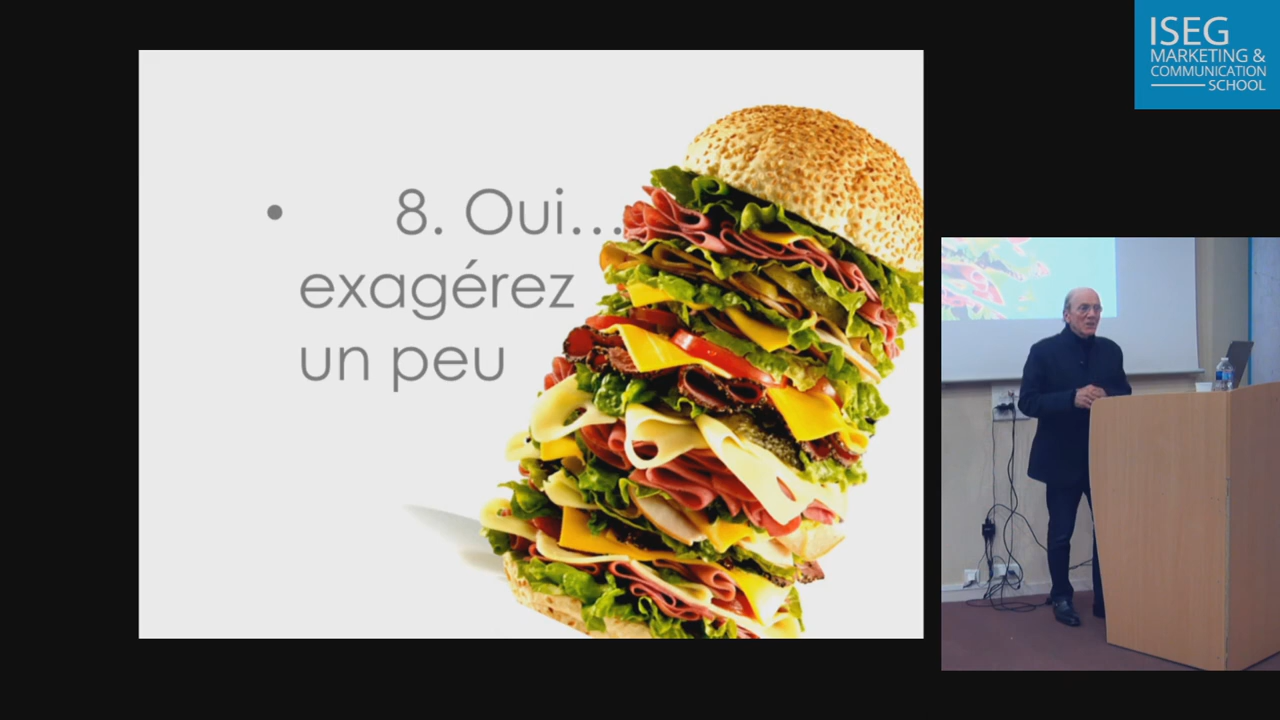 • 8. Oui...
exagérez
un peu
ISEG
MARKETING &
COMMUNICATION
SCHOOL